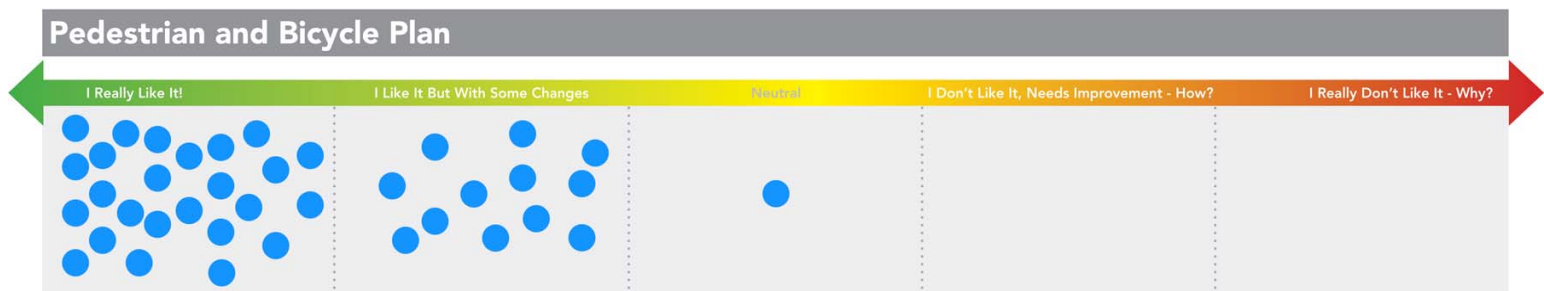 Pedestrian and Bicycle Plan
I Really Like It!
I Like It But With Some Changes
Neutral
I Don't Like It, Needs Improvement - How?
I Really Don't Like It - Why?